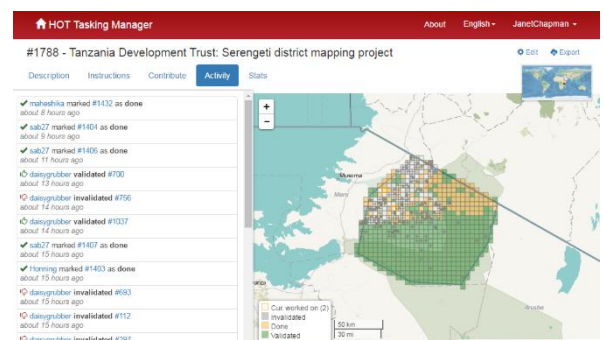 HOT Tasking Manager
About English JanetChapman
#1788 - Tanzania Development Trust: Serengeti district mapping project
Edit Export
Description Instructions Contribute Activity Stats
maheshika marked #1432 as done
about 8 hours ago
sab27 marked #1404 as done
about 9 hours ago
sab27 marked #1406 as done
about 11 hours ago
daisygrubber validated #700
about 13 hours ago
daisygrubber invalidated #756
about 14 hours ago
daisygrubber validated #1037
about 14 hours ago
sab27 marked #1407 as done
about 15 hours ago
Honning marked #1403 as done
about 15 hours ago
daisygrubber invalidated #693
about 15 hours ago
daisygrubber invalidated #112
about 15 hours ago
daisygrubber invalidated #297
+
−
Musoma
Mara
Arusha
Cur. worked on (2)
Invalidated
Done
Validated
50 km
30 mi